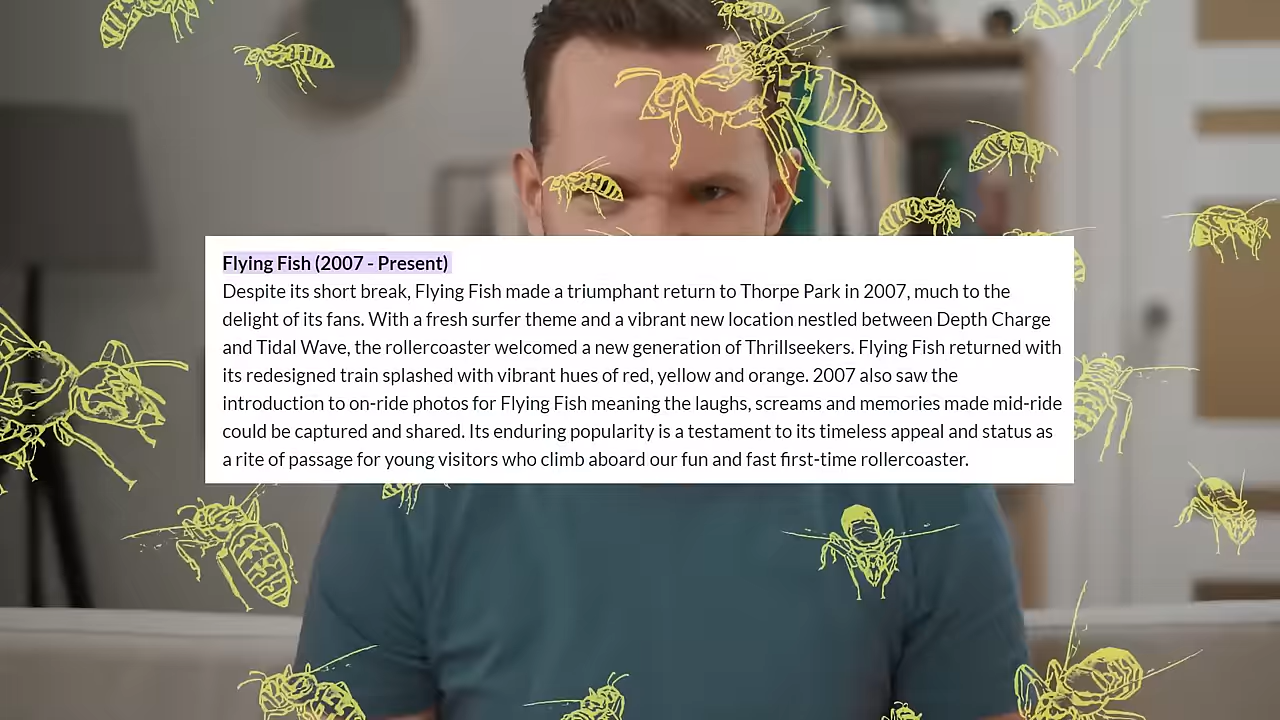 Flying Fish (2007 - Present)
Despite its short break, Flying Fish made a triumphant return to Thorpe Park in 2007, much to the
delight of its fans. With a fresh surfer theme and a vibrant new location nestled between Depth Charge
and Tidal Wave, the rollercoaster welcomed a new generation of Thrillseekers. Flying Fish returned with
its redesigned train splashed with vibrant hues of red, yellow and orange. 2007 also saw the
introduction to on-ride photos for Flying Fish meaning the laughs, screams and memories made mid-ride
could be captured and shared. Its enduring popularity is a testament to its timeless appeal and status as
a rite of passage for young visitors who climb aboard our fun and fast first-time rollercoaster.